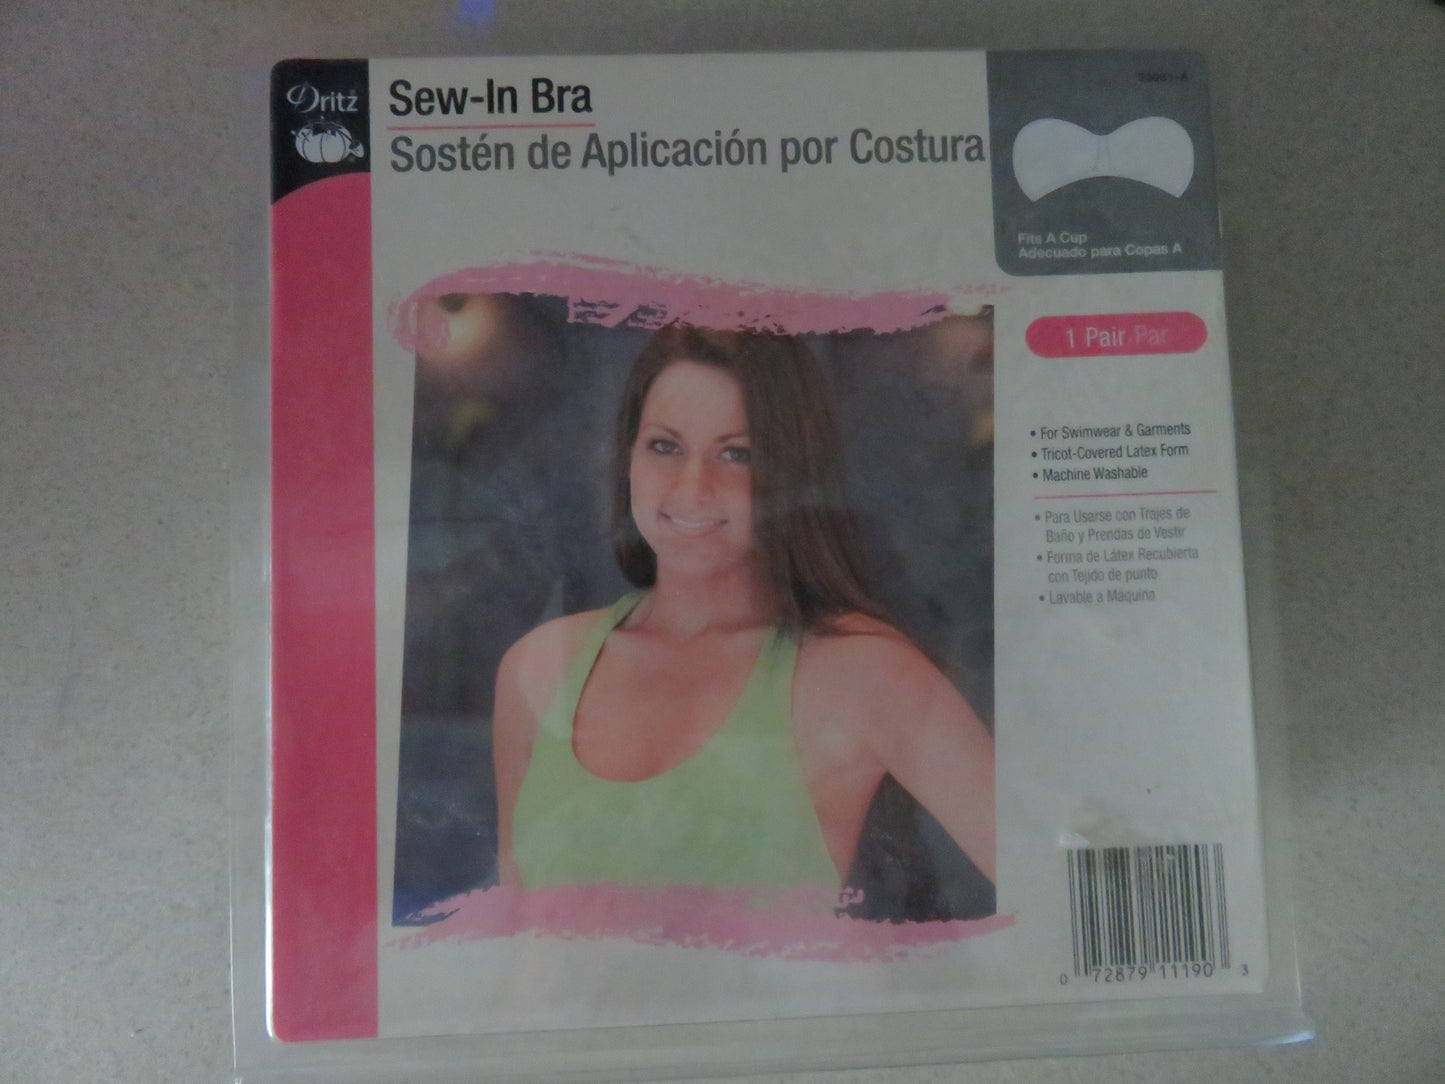 Dritz
Sew-In Bra
Sostén de Aplicación por Costura
Fits A Cup
Adecuado para Copas A
1 Pair Par
• For Swimwear & Garments
• Tricot-Covered Latex Form
• Machine Washable
• Para Usarse con Trajes de
Baño y Prendas de Vestir
• Forma de Látex Recubierta
con Tejido de punto
• Lavable a Máquina
0 72879 11190 3